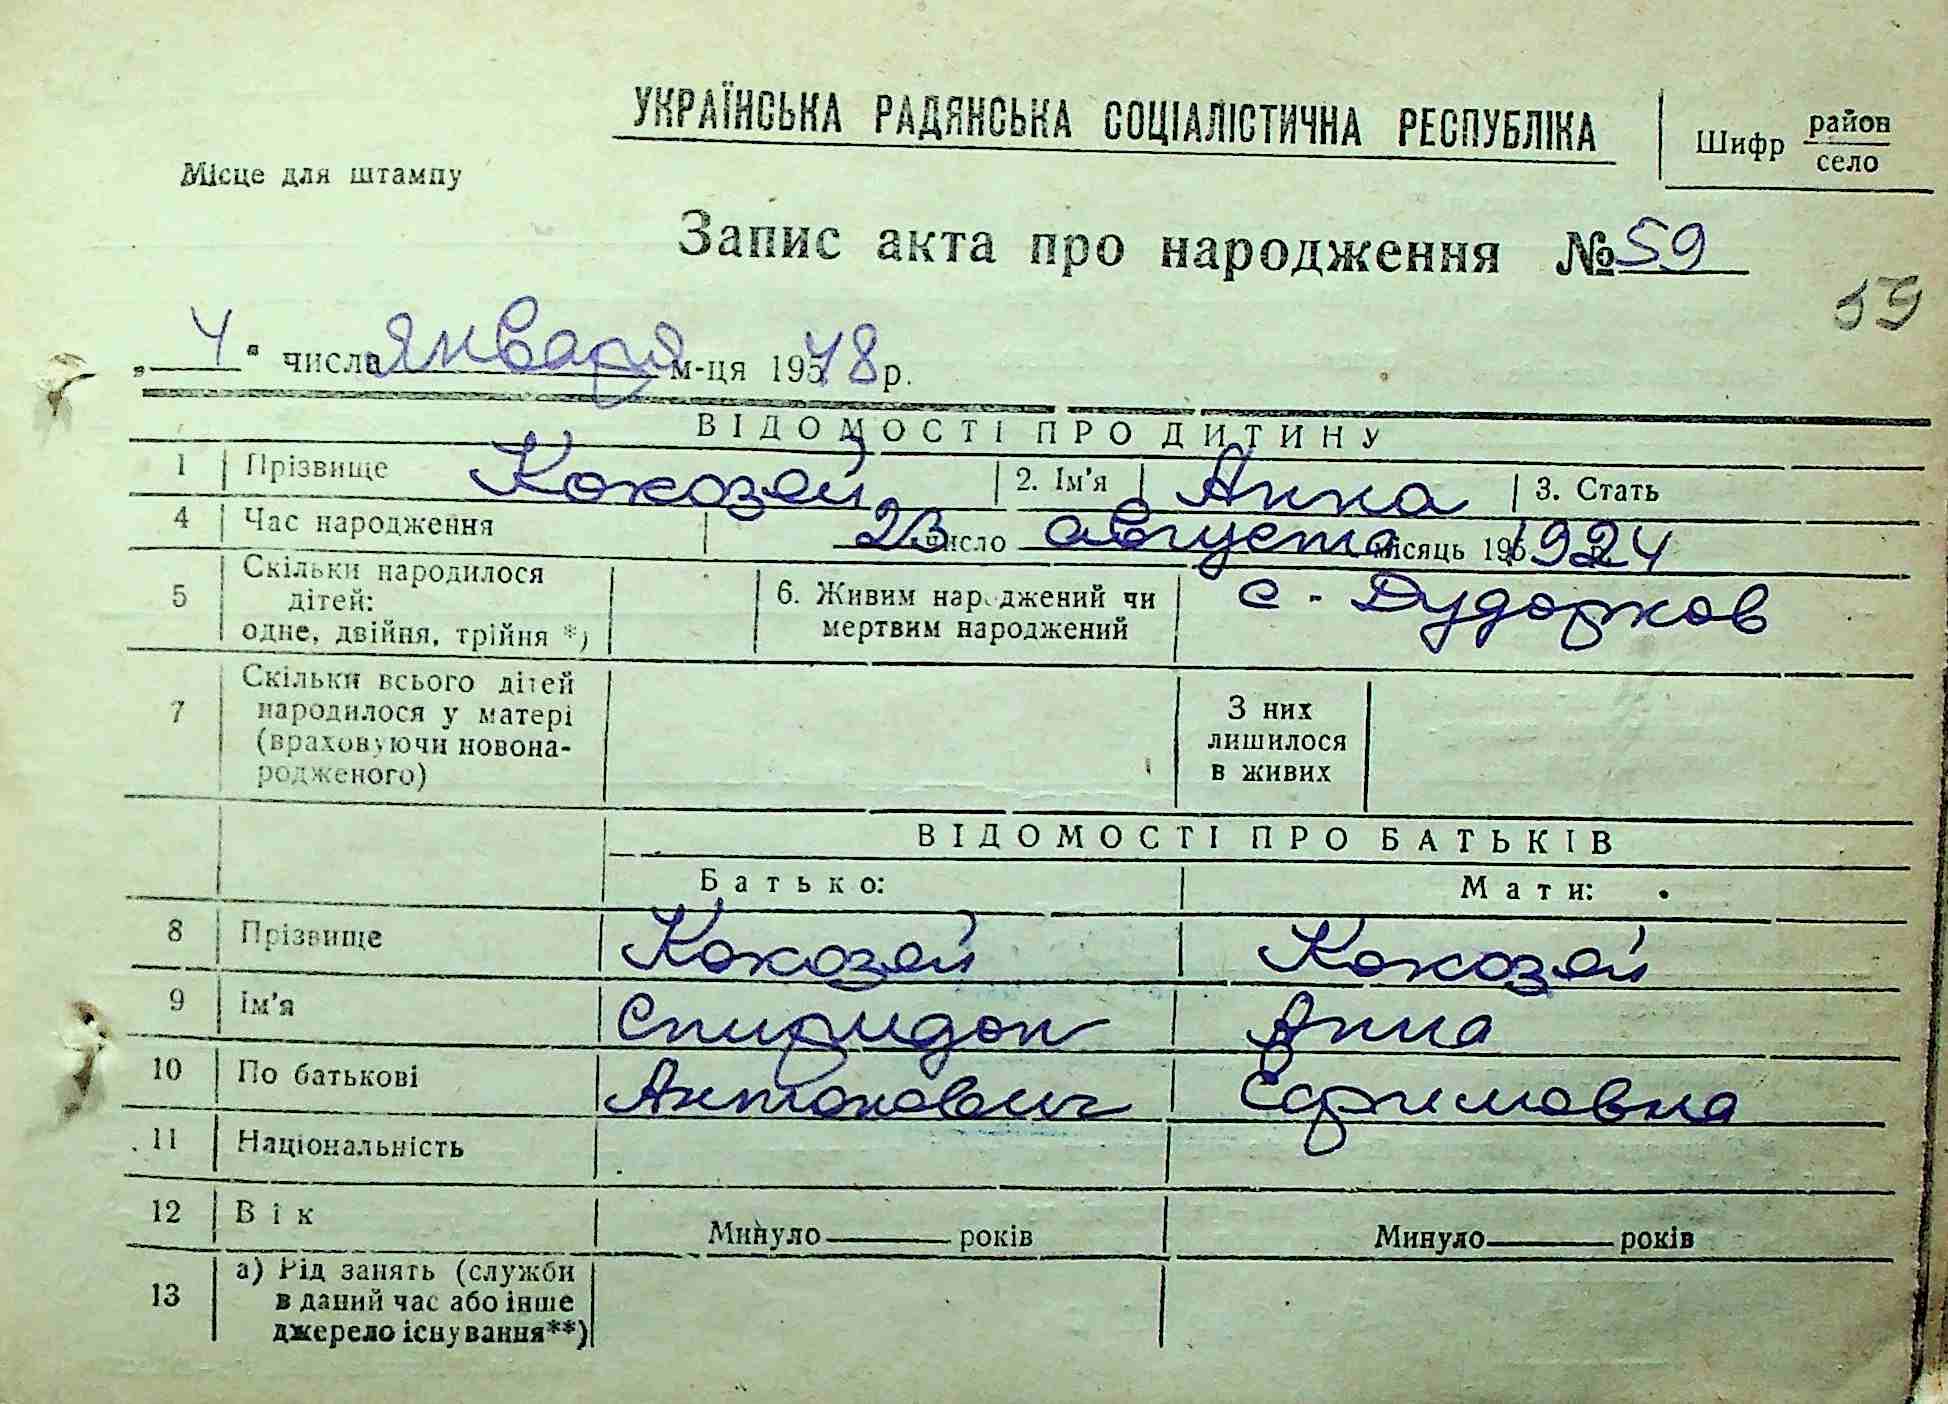 УКРАЇНСЬКА РАДЯНСЬКА СОЦІАЛІСТИЧНА РЕСПУБЛІКА
Шифр район
село
Місце для штампу
Запис акта про народження №59
59
„4“ числа января м-ця 1948р.
ВІДОМОСТІ ПРО ДИТИНУ
1 Прізвище Кокозей 2. Ім'я Анна 3. Стать
4 Час народження 23 число августа місяць 1924
5 Скільки народилося дітей: одне, двійня, трійня *) 6. Живим народжений чи мертвим народжений с. Дудорков
7 Скільки всього дітей народилося у матері (враховуючи новонародженого) З них лишилося в живих
ВІДОМОСТІ ПРО БАТЬКІВ
Батько: Мати:
8 Прізвище Кокозей Кокозей
9 Ім'я Спиридон Анна
10 По батькові Антонович Ефимовна
11 Національність
12 Вік Минуло років Минуло років
13 а) Рід занять (служби в даний час або інше джерело існування**)